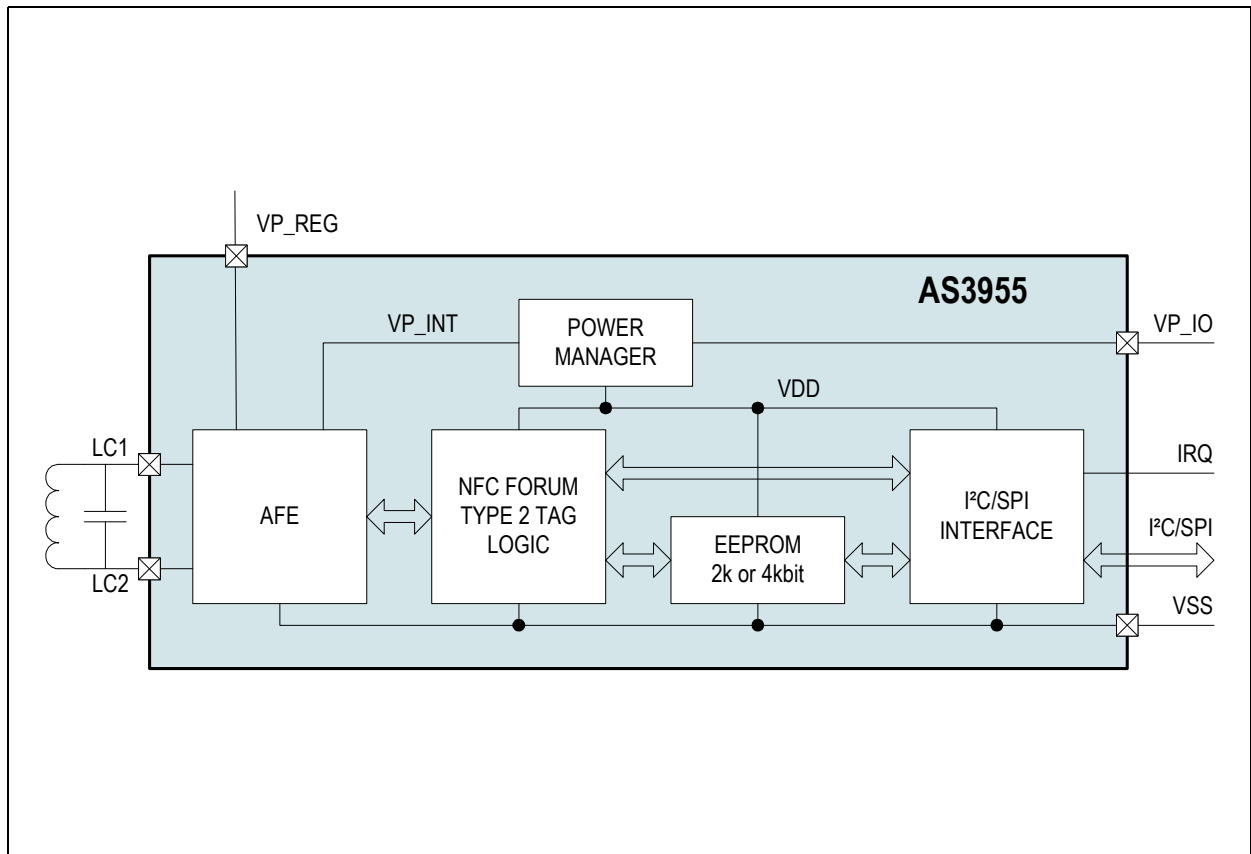 VP_REG
AS3955
VP_INT
POWER
MANAGER
VP_IO
VDD
LC1
LC2
AFE
NFC FORUM
TYPE 2 TAG
LOGIC
EEPROM
2k or 4kbit
I²C/SPI
INTERFACE
IRQ
I²C/SPI
VSS